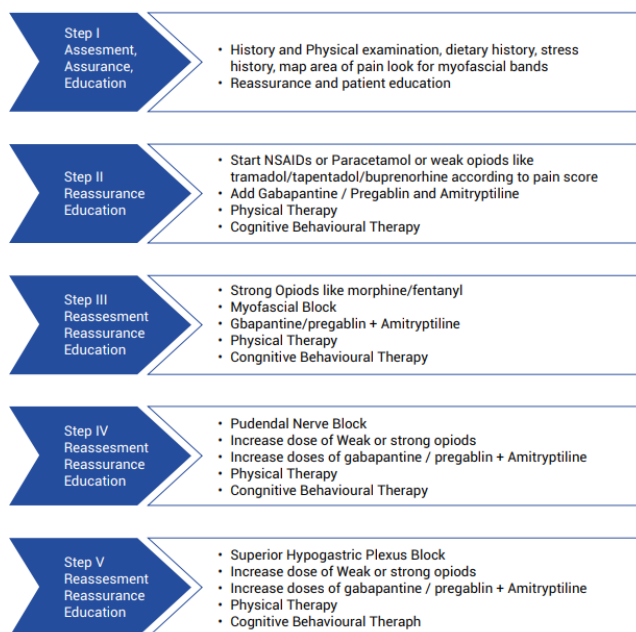 Step I
Assesment,
Assurance,
Education
• History and Physical examination, dietary history, stress
history, map area of pain look for myofascial bands
• Reassurance and patient education
Step II
Reassurance
Education
• Start NSAIDs or Paracetamol or weak opiods like
tramadol/tapentadol/buprenorhine according to pain score
• Add Gabapantine / Pregablin and Amitryptiline
• Physical Therapy
• Cognitive Behavioural Therapy
Step III
Reassesment
Reassurance
Education
• Strong Opiods like morphine/fentanyl
• Myofascial Block
• Gbapantine/pregablin + Amitryptiline
• Physical Therapy
• Congnitive Behavioural Therapy
Step IV
Reassesment
Reassurance
Education
• Pudendal Nerve Block
• Increase dose of Weak or strong opiods
• Increase doses of gabapantine / pregablin + Amitryptiline
• Physical Therapy
• Congnitive Behavioural Therapy
Step V
Reassesment
Reassurance
Education
• Superior Hypogastric Plexus Block
• Increase dose of Weak or strong opiods
• Increase doses of gabapantine / pregablin + Amitryptiline
• Physical Therapy
• Cognitive Behavioural Theraph